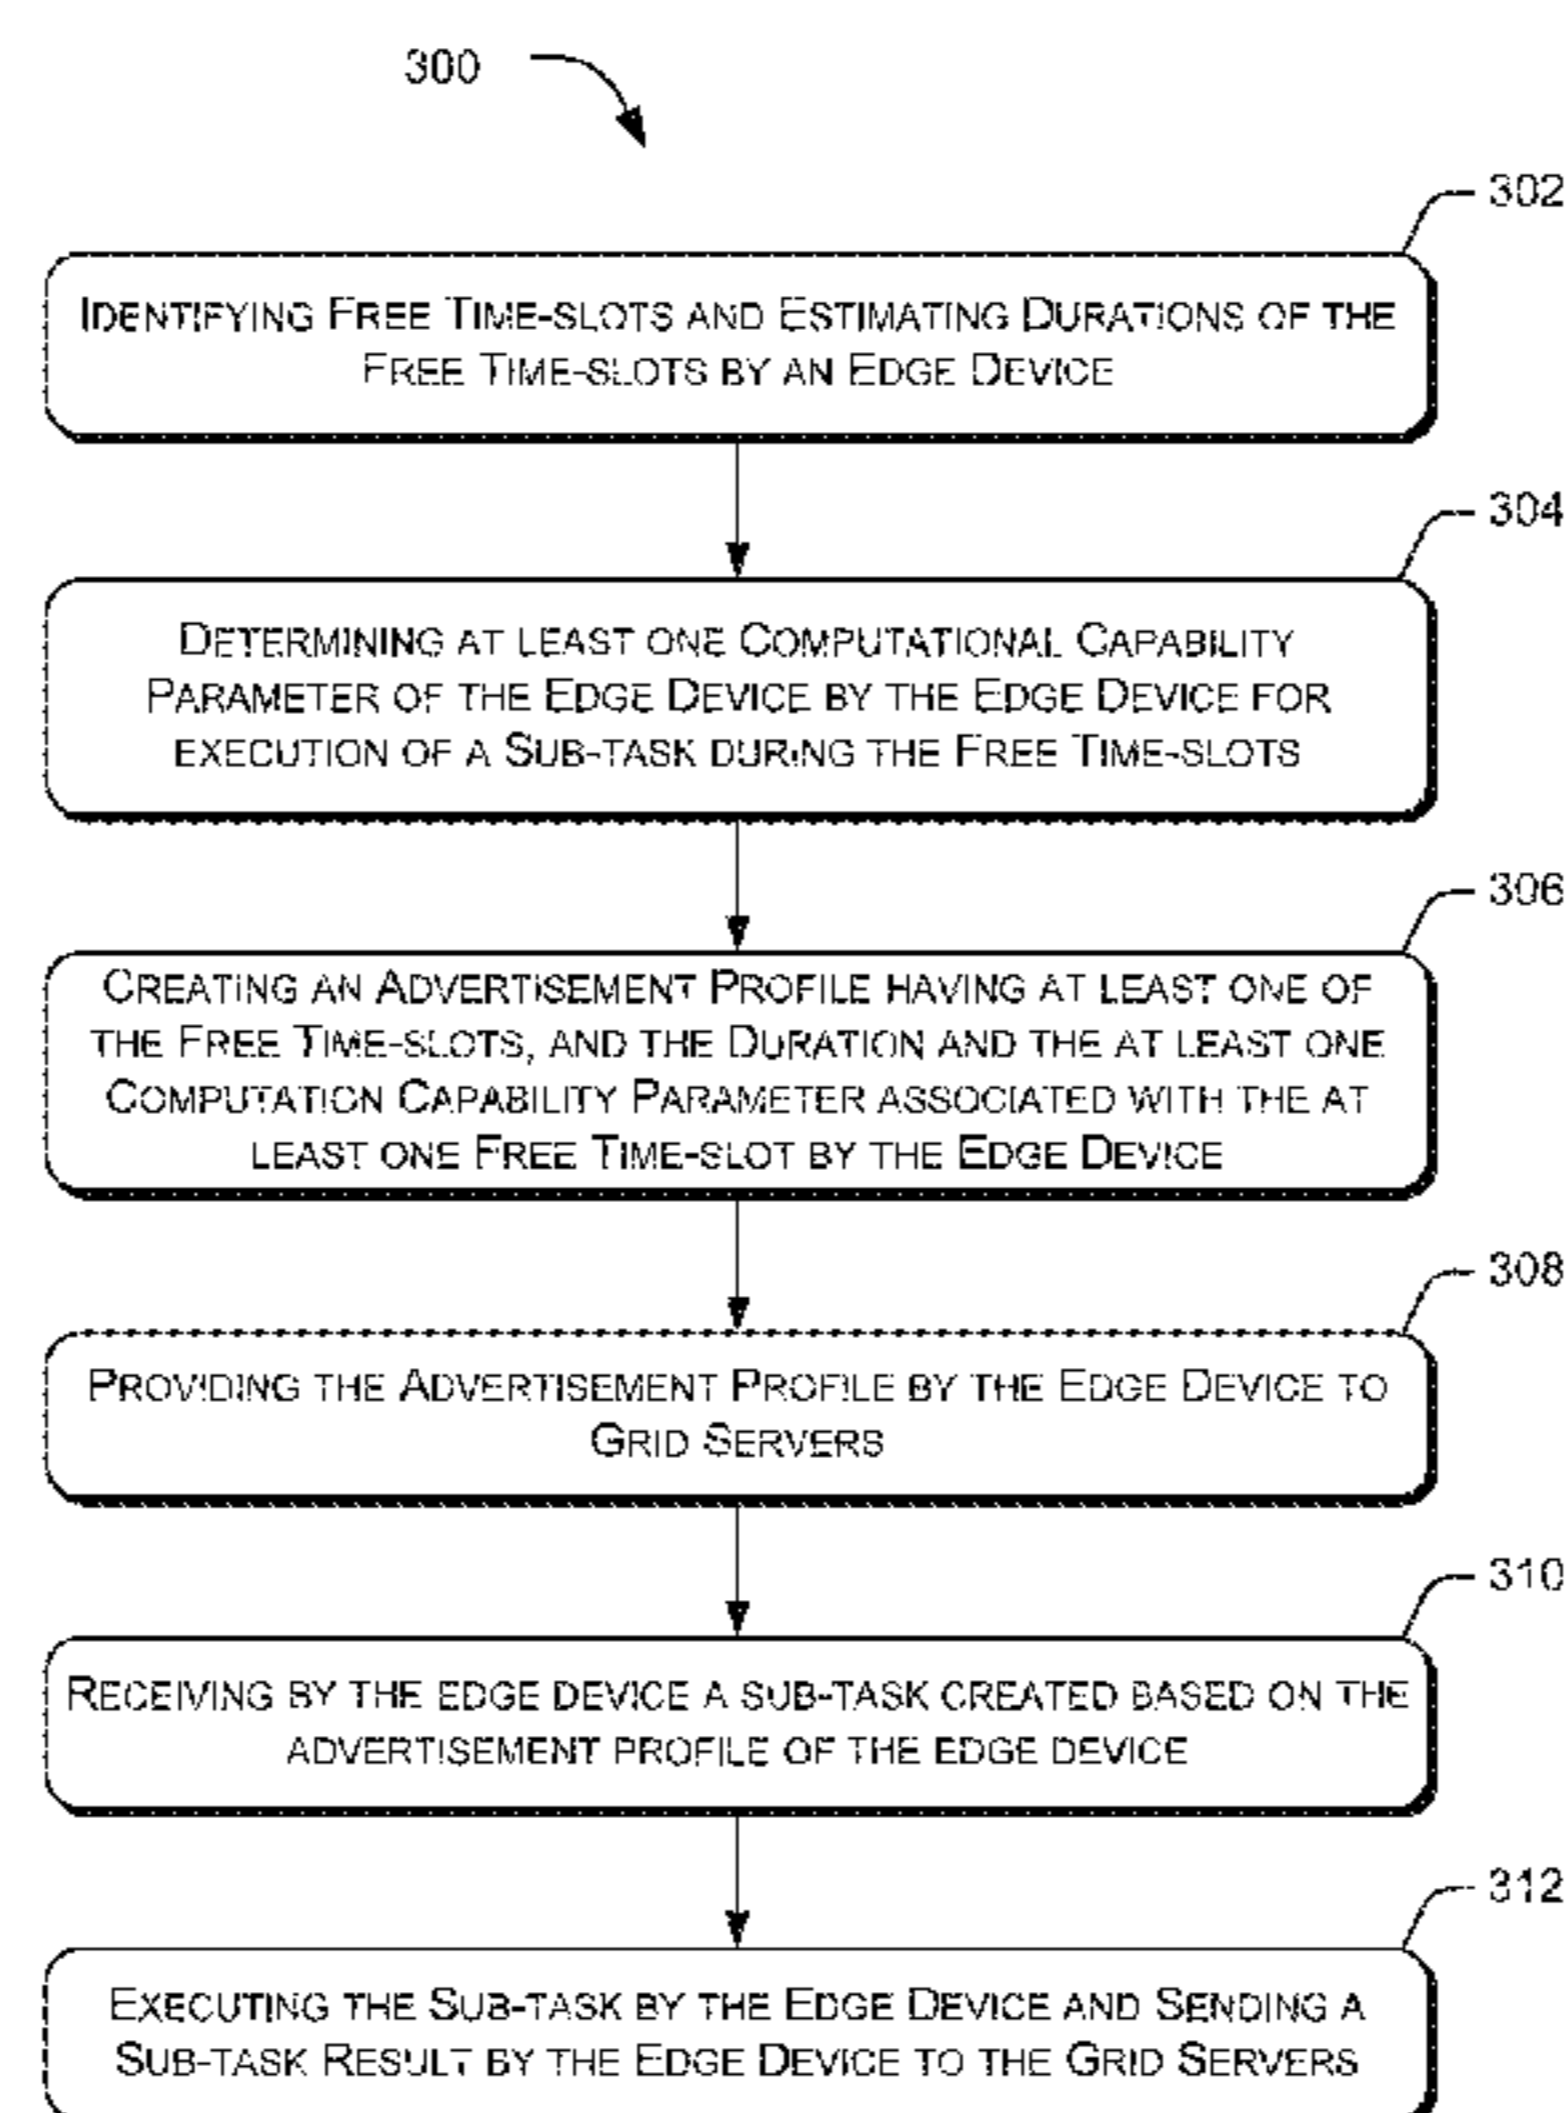 300
302
IDENTIFYING FREE TIME-SLOTS AND ESTIMATING DURATIONS OF THE
FREE TIME-SLOTS BY AN EDGE DEVICE
304
DETERMINING AT LEAST ONE COMPUTATIONAL CAPABILITY
PARAMETER OF THE EDGE DEVICE BY THE EDGE DEVICE FOR
EXECUTION OF A SUB-TASK DURING THE FREE TIME-SLOTS
306
CREATING AN ADVERTISEMENT PROFILE HAVING AT LEAST ONE OF
THE FREE TIME-SLOTS, AND THE DURATION AND THE AT LEAST ONE
COMPUTATION CAPABILITY PARAMETER ASSOCIATED WITH THE AT
LEAST ONE FREE TIME-SLOT BY THE EDGE DEVICE
308
PROVIDING THE ADVERTISEMENT PROFILE BY THE EDGE DEVICE TO
GRID SERVERS
310
RECEIVING BY THE EDGE DEVICE A SUB-TASK CREATED BASED ON THE
ADVERTISEMENT PROFILE OF THE EDGE DEVICE
312
EXECUTING THE SUB-TASK BY THE EDGE DEVICE AND SENDING A
SUB-TASK RESULT BY THE EDGE DEVICE TO THE GRID SERVERS